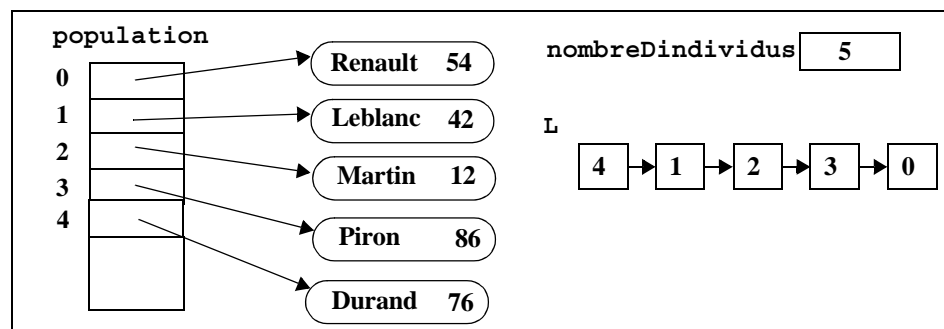 population
nombreDindividus 5
0 Renault 54
1 Leblanc 42
L
2 Martin 12
4 1 2 3 0
3 Piron 86
4 Durand 76